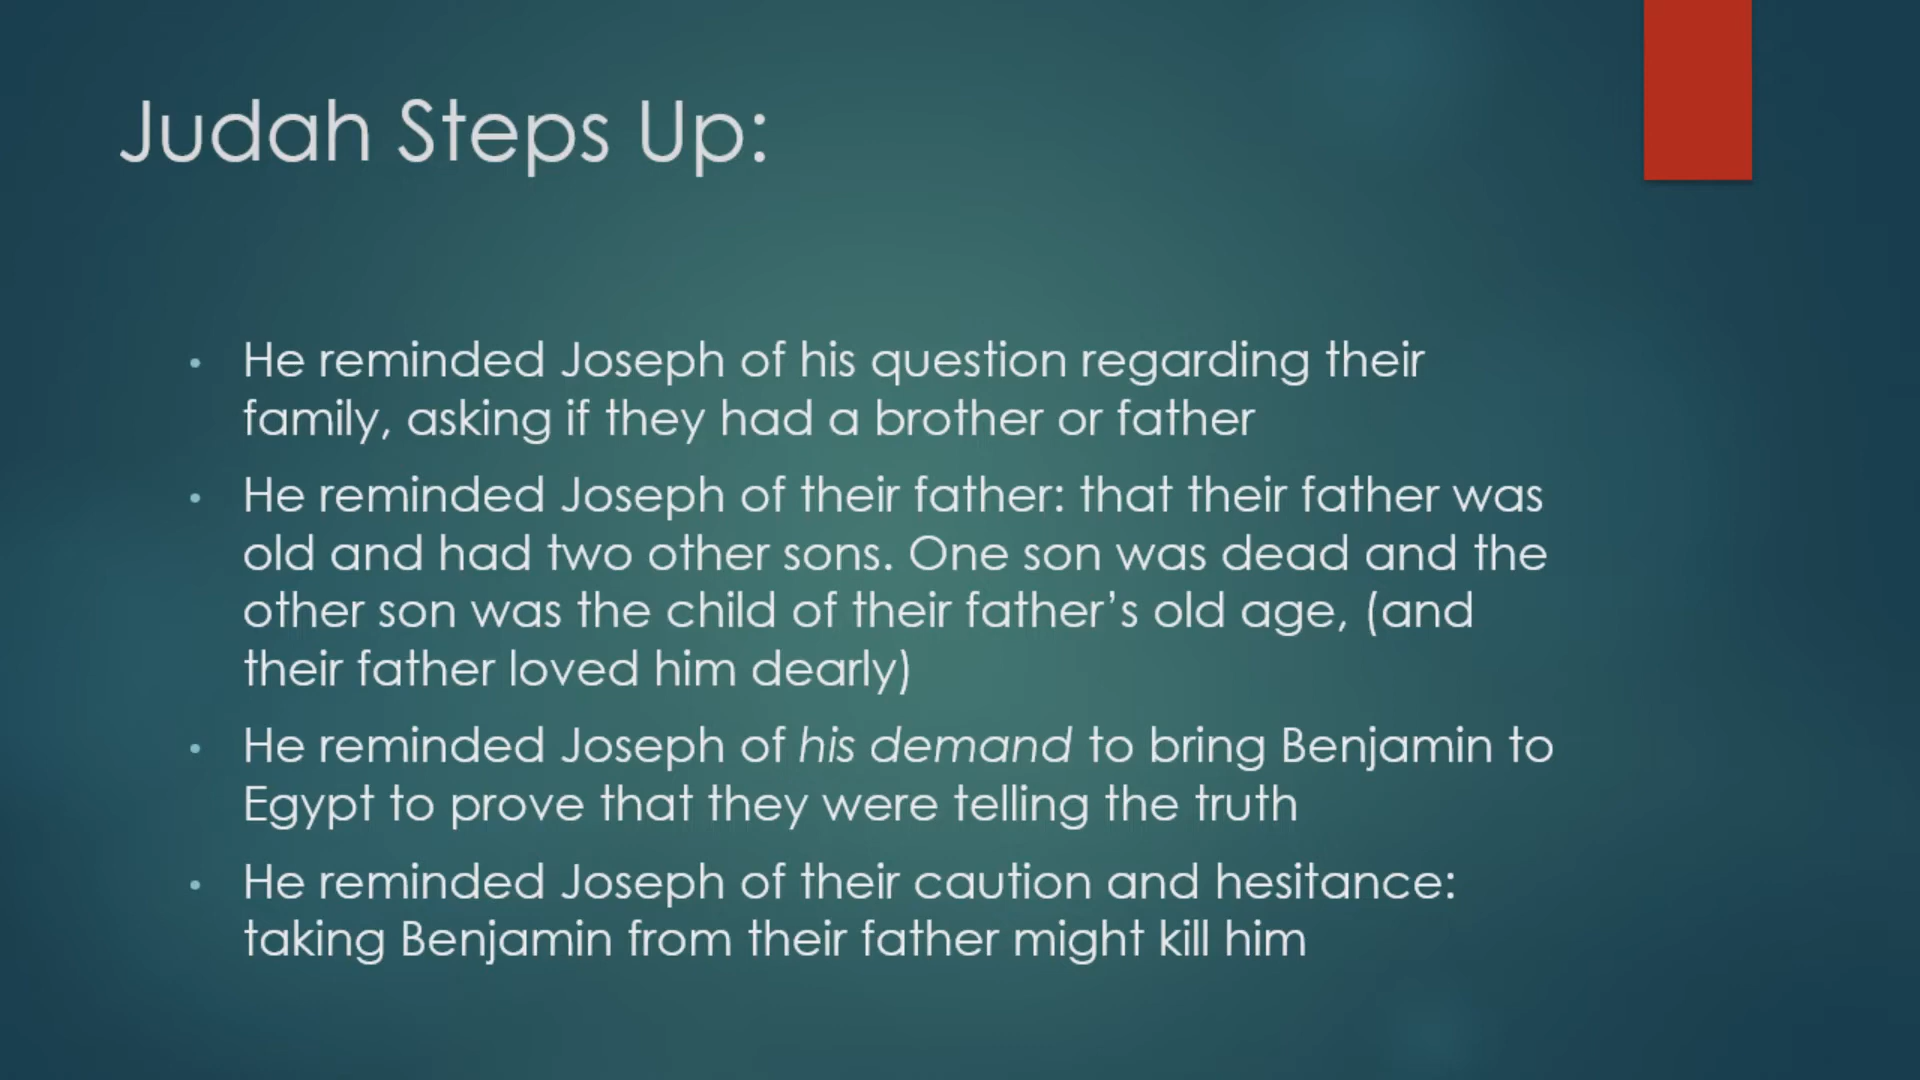 Judah Steps Up:
• He reminded Joseph of his question regarding their
family, asking if they had a brother or father
• He reminded Joseph of their father: that their father was
old and had two other sons. One son was dead and the
other son was the child of their father’s old age, (and
their father loved him dearly)
• He reminded Joseph of his demand to bring Benjamin to
Egypt to prove that they were telling the truth
• He reminded Joseph of their caution and hesitance:
taking Benjamin from their father might kill him